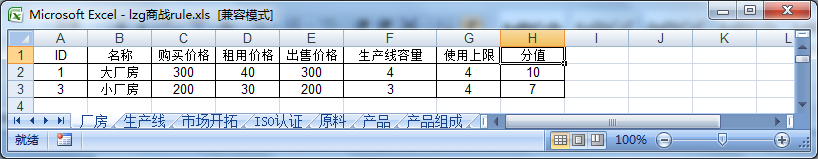 Microsoft Excel - lzg商战rule.xls [兼容模式]
A B C D E F G H I J K L
1 ID 名称 购买价格 租用价格 出售价格 生产线容量 使用上限 分值
2 1 大厂房 300 40 300 4 4 10
3 3 小厂房 200 30 200 3 4 7
4
厂房 生产线 市场开拓 ISO认证 原料 产品 产品组成
就绪 100%